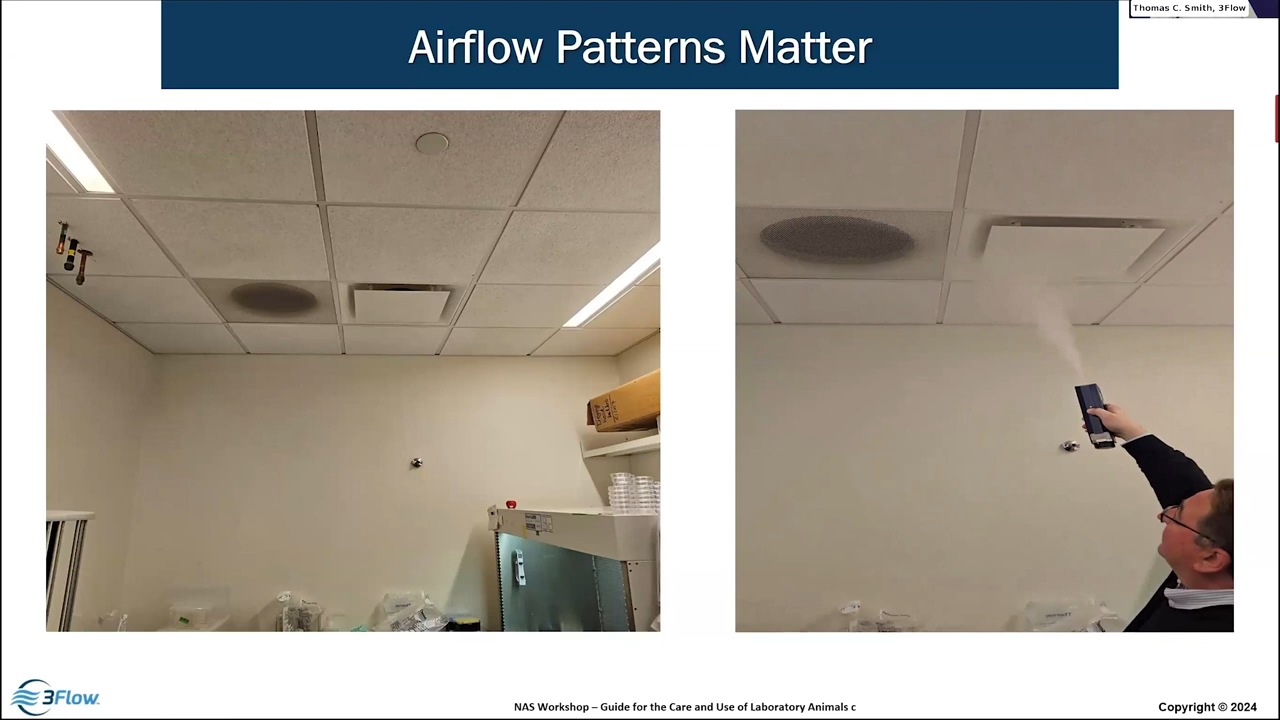 Thomas C. Smith, 3Flow
Airflow Patterns Matter
3Flow.
NAS Workshop – Guide for the Care and Use of Laboratory Animals c
Copyright © 2024